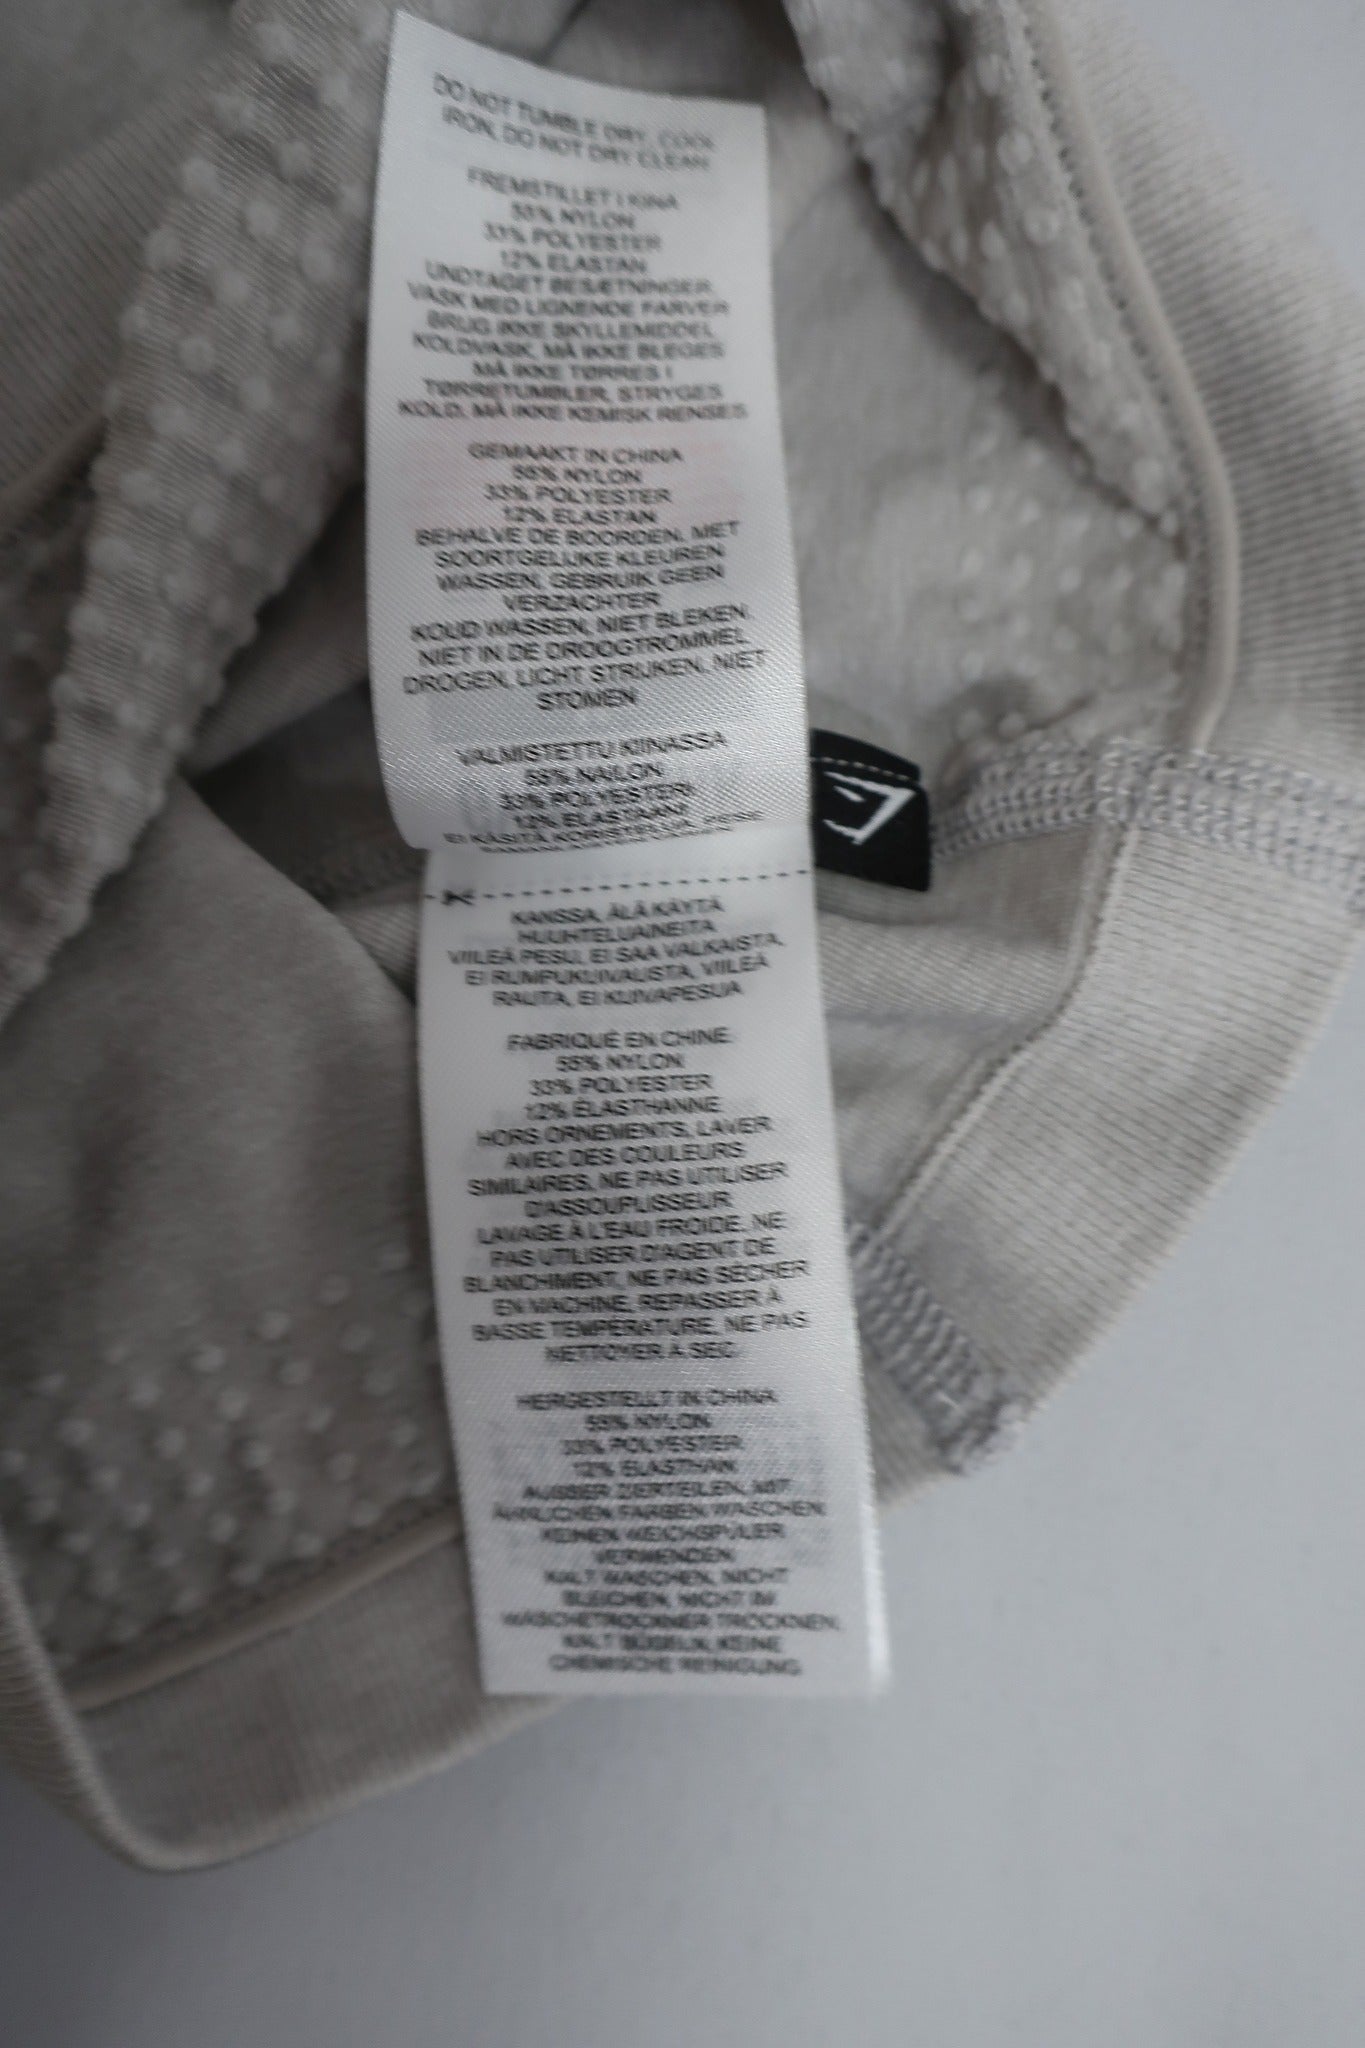 DO NOT TUMBLE DRY, COOL
IRON, DO NOT DRY CLEAN
FREMSTILLET I KINA
55% NYLON
33% POLYESTER
12% ELASTAN
UNDTAGET BESÆTNINGER.
VASK MED LIGNENDE FARVER
BRUG IKKE SKYLLEMIDDEL
KOLDVASK, MÅ IKKE BLEGES
MÅ IKKE TØRRES I
TØRRETUMBLER, STRYGES
KOLD, MÅ IKKE KEMISK RENSES
GEMAAKT IN CHINA
55% NYLON
33% POLYESTER
12% ELASTAN
BEHALVE DE BOORDEN. MET
SOORTGELIJKE KLEUREN
WASSEN, GEBRUIK GEEN
VERZACHTER
KOUD WASSEN, NIET BLEKEN,
NIET IN DE DROOGTROMMEL
DROGEN, LICHT STRIJKEN, NIET
STOMEN
VALMISTETTU KIINASSA
55% NAILON
33% POLYESTERI
12% ELASTAANI
EI KÄSITÄ KORISTELUA, PESE
KANSSA, ÄLÄ KÄYTÄ
HUUHTELUAINEITA
VIILEÄ PESU, EI SAA VALKAISTA,
EI RUMPUKUIVAUSTA, VIILEÄ
RAUTA, EI KUIVAPESUA
FABRIQUÉ EN CHINE
55% NYLON
33% POLYESTER
12% ÉLASTHANNE
HORS ORNEMENTS, LAVER
AVEC DES COULEURS
SIMILAIRES, NE PAS UTILISER
D'ASSOUPLISSEUR
LAVAGE À L'EAU FROIDE, NE
PAS UTILISER D'AGENT DE
BLANCHIMENT, NE PAS SÉCHER
EN MACHINE, REPASSER À
BASSE TEMPÉRATURE, NE PAS
NETTOYER À SEC
HERGESTELLT IN CHINA
55% NYLON
33% POLYESTER
12% ELASTHAN
AUSSER ZIERTEILEN, MIT
ÄHNLICHEN FARBEN WASCHEN
KEINEN WEICHSPÜLER
VERWENDEN
KALT WASCHEN, NICHT
BLEICHEN, NICHT IM
WÄSCHETROCKNER TROCKNEN,
KALT BÜGELN, KEINE
CHEMISCHE REINIGUNG